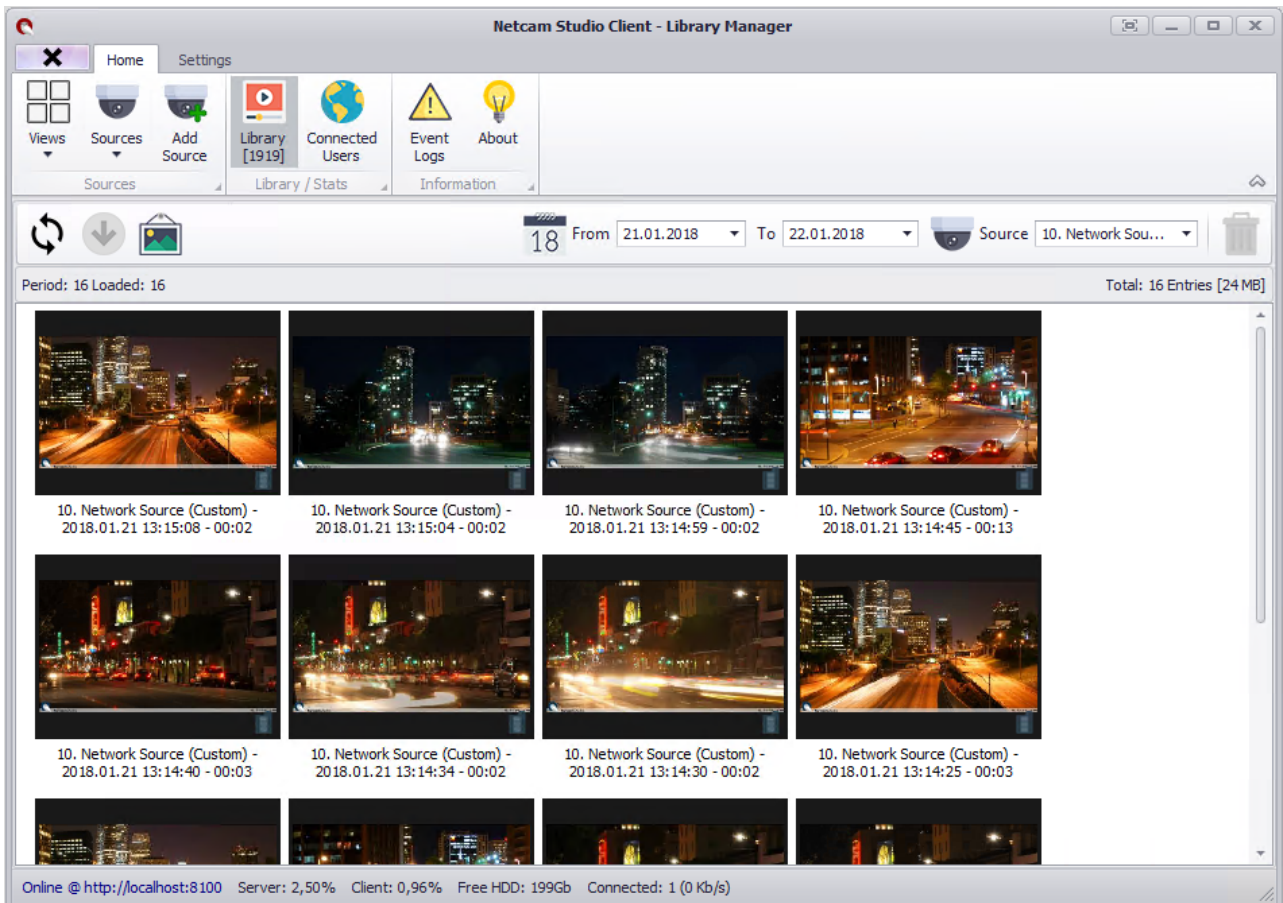 Netcam Studio Client - Library Manager
Home Settings
Views Sources Add Source Library [1919] Connected Users Event Logs About
Sources Library / Stats Information
18 From 21.01.2018 To 22.01.2018 Source 10. Network Sou...
Period: 16 Loaded: 16 Total: 16 Entries [24 MB]
10. Network Source (Custom) - 10. Network Source (Custom) - 10. Network Source (Custom) - 10. Network Source (Custom) -
2018.01.21 13:15:08 - 00:02 2018.01.21 13:15:04 - 00:02 2018.01.21 13:14:59 - 00:02 2018.01.21 13:14:45 - 00:13
10. Network Source (Custom) - 10. Network Source (Custom) - 10. Network Source (Custom) - 10. Network Source (Custom) -
2018.01.21 13:14:40 - 00:03 2018.01.21 13:14:34 - 00:02 2018.01.21 13:14:30 - 00:02 2018.01.21 13:14:25 - 00:03
Online @ http://localhost:8100 Server: 2,50% Client: 0,96% Free HDD: 199Gb Connected: 1 (0 Kb/s)